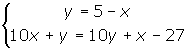 y = 5 − x
10x + y = 10y + x − 27